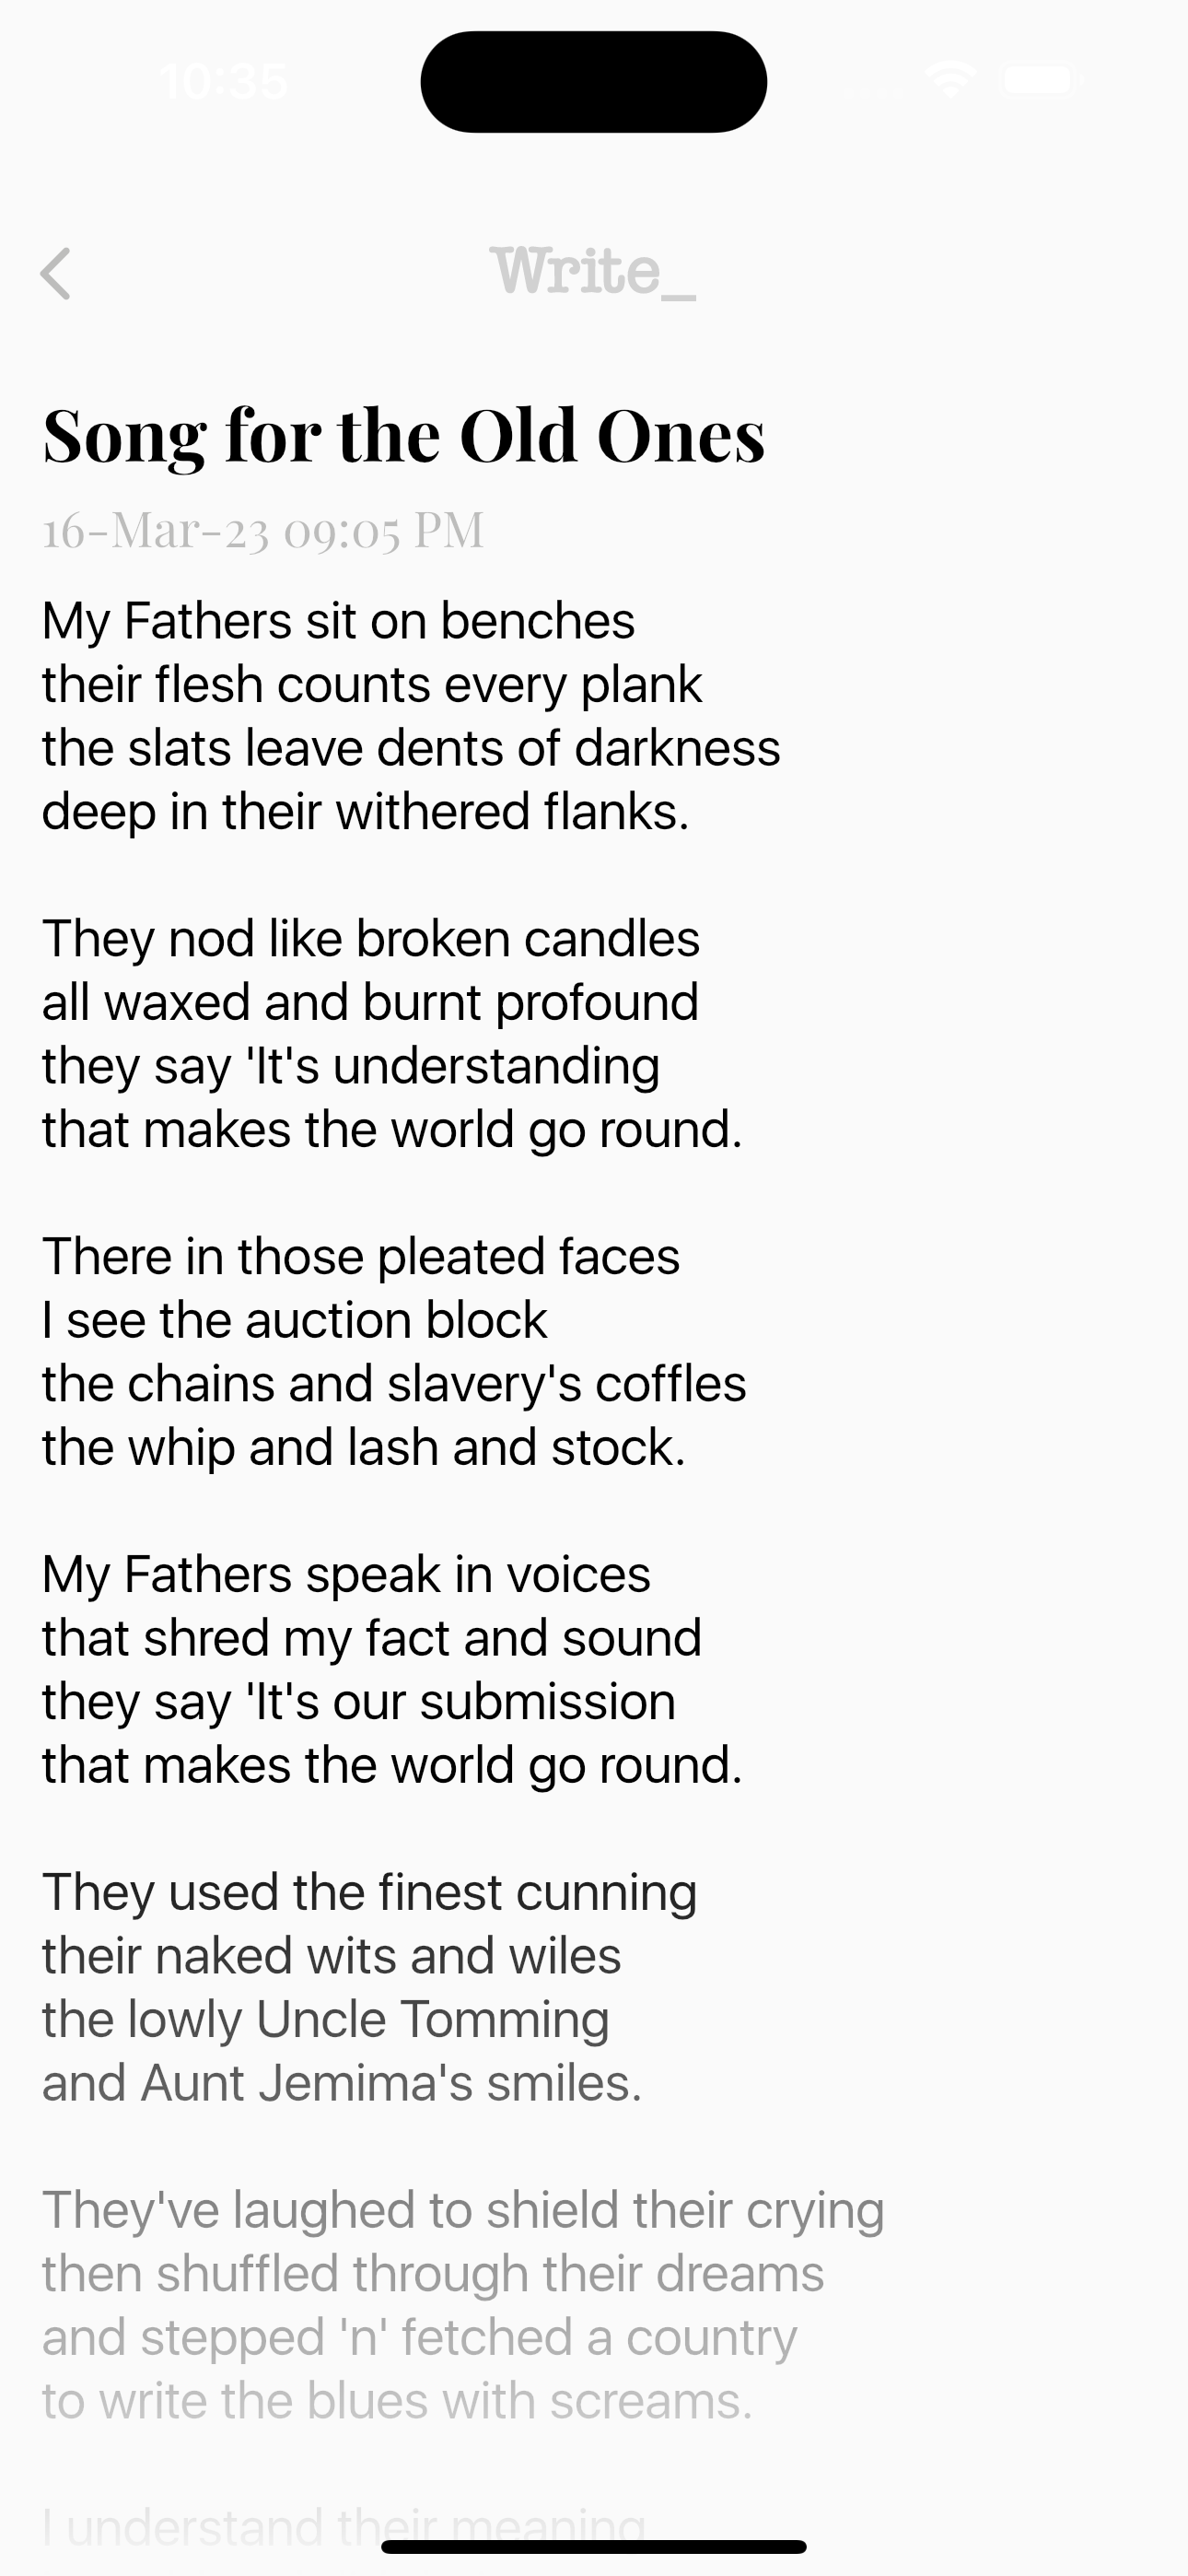 10:35
Write_
Song for the Old Ones
16-Mar-23 09:05 PM
My Fathers sit on benches
their flesh counts every plank
the slats leave dents of darkness
deep in their withered flanks.
They nod like broken candles
all waxed and burnt profound
they say 'It's understanding
that makes the world go round.
There in those pleated faces
I see the auction block
the chains and slavery's coffles
the whip and lash and stock.
My Fathers speak in voices
that shred my fact and sound
they say 'It's our submission
that makes the world go round.
They used the finest cunning
their naked wits and wiles
the lowly Uncle Tomming
and Aunt Jemima's smiles.
They've laughed to shield their crying
then shuffled through their dreams
and stepped 'n' fetched a country
to write the blues with screams.
I understand their meaning